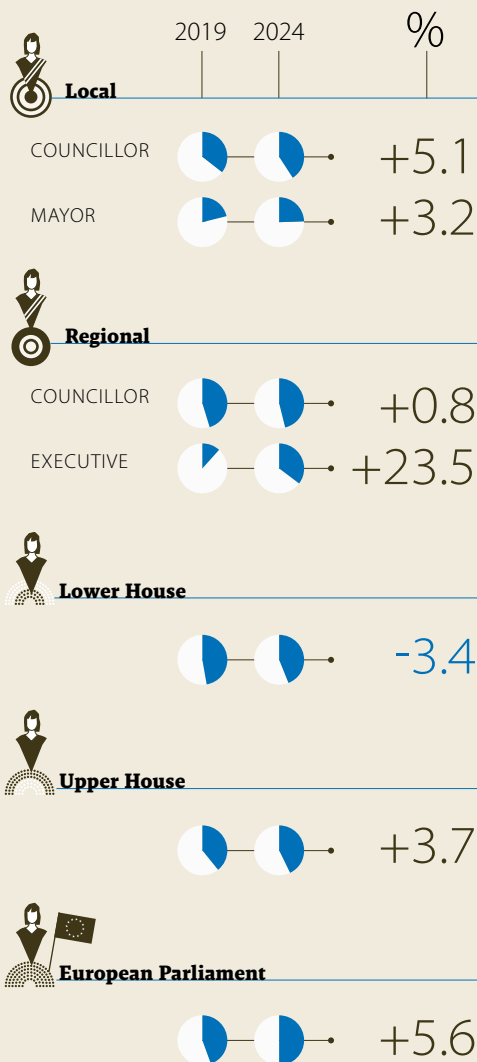 2019 2024 %
Local
COUNCILLOR +5.1
MAYOR +3.2
Regional
COUNCILLOR +0.8
EXECUTIVE +23.5
Lower House
-3.4
Upper House
+3.7
European Parliament
+5.6